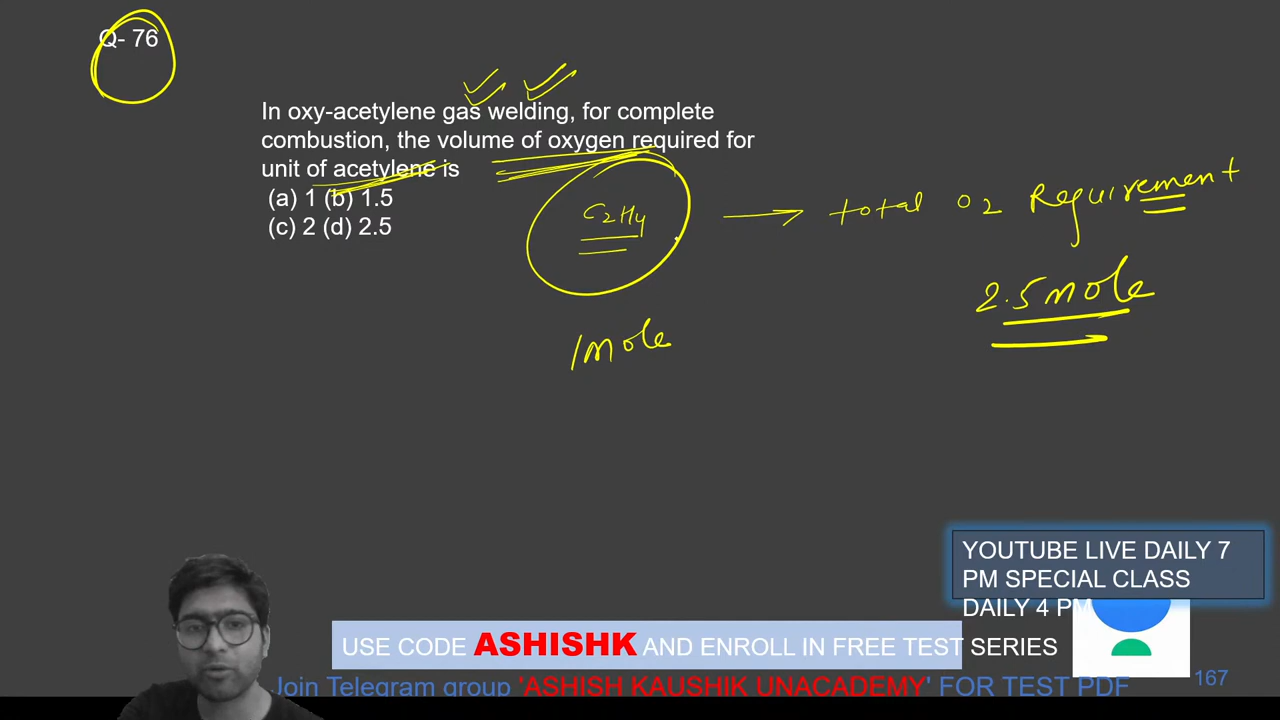 Q- 76
In oxy-acetylene gas welding, for complete
combustion, the volume of oxygen required for
unit of acetylene is
(a) 1 (b) 1.5
(c) 2 (d) 2.5
C2H4
total O2 Requirement
2.5 mole
1 mole
YOUTUBE LIVE DAILY 7
PM SPECIAL CLASS
DAILY 4 PM
USE CODE ASHISHK AND ENROLL IN FREE TEST SERIES
Join Telegram group 'ASHISH KAUSHIK UNACADEMY' FOR TEST PDF
167